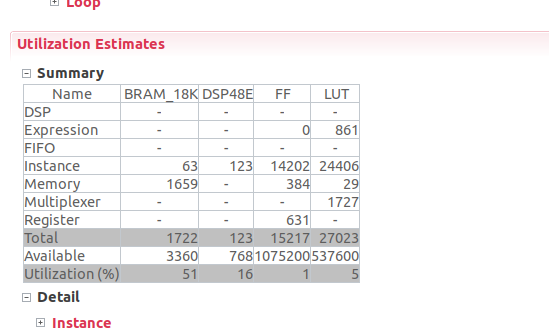 Loop
Utilization Estimates
Summary
Name BRAM_18K DSP48E FF LUT
DSP - - - -
Expression - - 0 861
FIFO - - - -
Instance 63 123 14202 24406
Memory 1659 - 384 29
Multiplexer - - - 1727
Register - - 631 -
Total 1722 123 15217 27023
Available 3360 768 1075200 537600
Utilization (%) 51 16 1 5
Detail
Instance